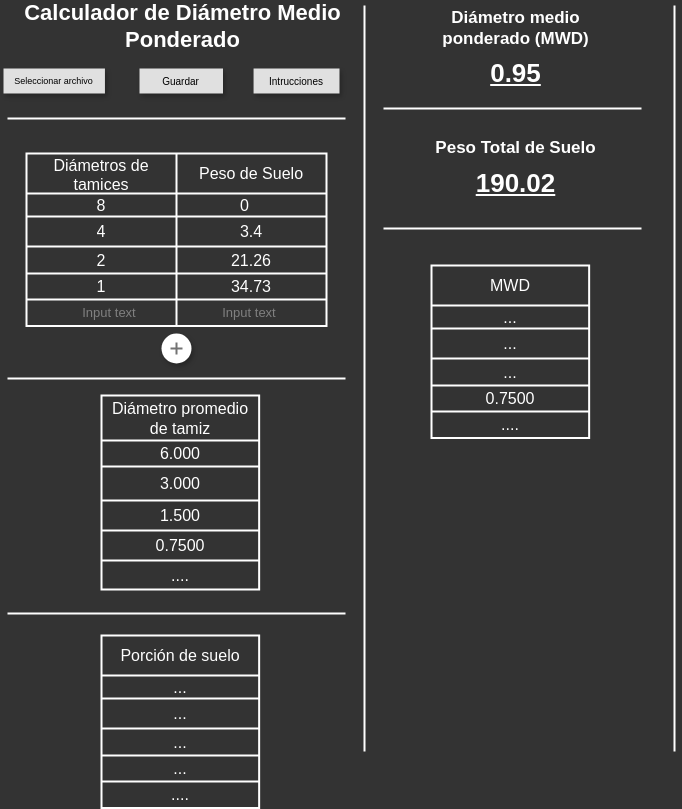 Calculador de Diámetro Medio
Ponderado
Seleccionar archivo
Guardar
Intrucciones
Diámetros de
tamices
Peso de Suelo
8
0
4
3.4
2
21.26
1
34.73
Input text
Input text
+
Diámetro promedio
de tamiz
6.000
3.000
1.500
0.7500
....
Porción de suelo
...
...
...
...
....
Diámetro medio
ponderado (MWD)
0.95
Peso Total de Suelo
190.02
MWD
...
...
...
0.7500
....